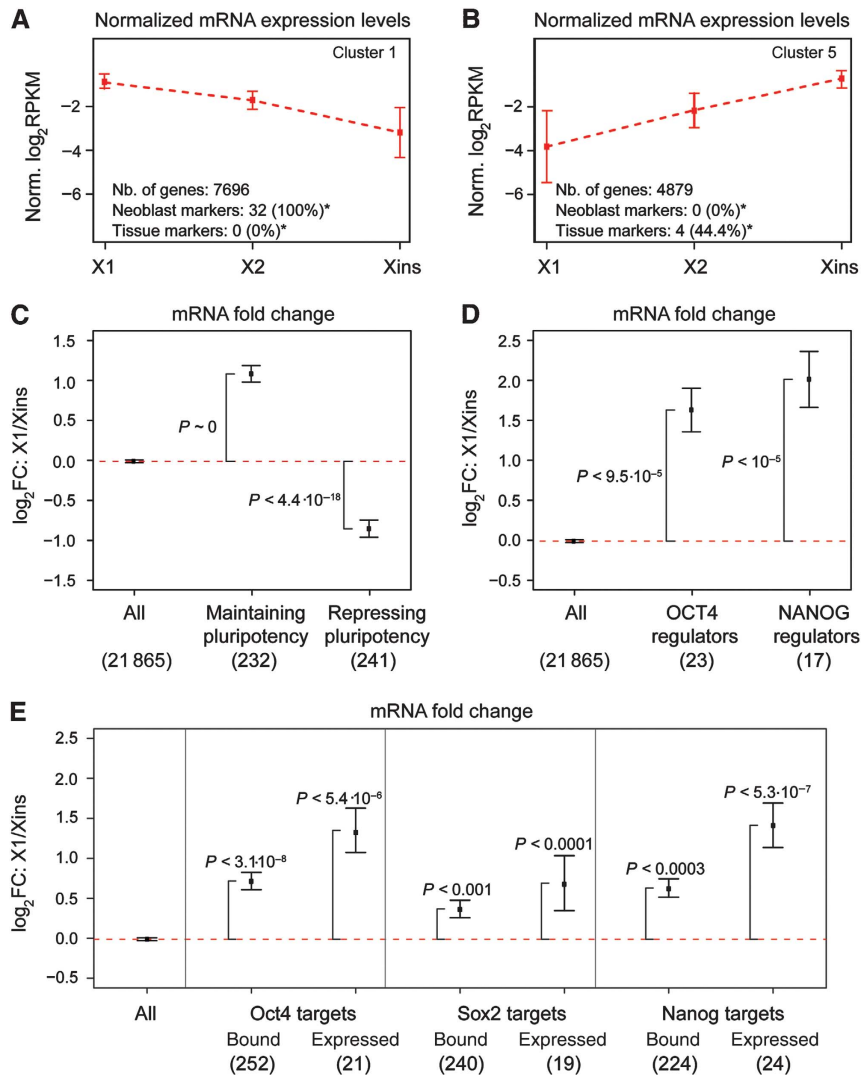 A Normalized mRNA expression levels
Cluster 1
Norm. log2RPKM
−2
−4
−6
Nb. of genes: 7696
Neoblast markers: 32 (100%)*
Tissue markers: 0 (0%)*
X1 X2 Xins
B Normalized mRNA expression levels
Cluster 5
Norm. log2RPKM
−2
−4
−6
Nb. of genes: 4879
Neoblast markers: 0 (0%)*
Tissue markers: 4 (44.4%)*
X1 X2 Xins
C mRNA fold change
log2FC: X1/Xins
1.5
1.0
0.5
0.0
−0.5
−1.0
−1.5
P ~ 0
P < 4.4·10−18
All Maintaining Repressing
pluripotency pluripotency
(21 865) (232) (241)
D mRNA fold change
log2FC: X1/Xins
2.5
2.0
1.5
1.0
0.5
0.0
−0.5
P < 9.5·10−5
P < 10−5
All OCT4 NANOG
regulators regulators
(21 865) (23) (17)
E mRNA fold change
log2FC: X1/Xins
2.5
2.0
1.5
1.0
0.5
0.0
−0.5
P < 3.1·10−8
P < 5.4·10−6
P < 0.001
P < 0.0001
P < 0.0003
P < 5.3·10−7
All Oct4 targets Sox2 targets Nanog targets
Bound Expressed Bound Expressed Bound Expressed
(252) (21) (240) (19) (224) (24)